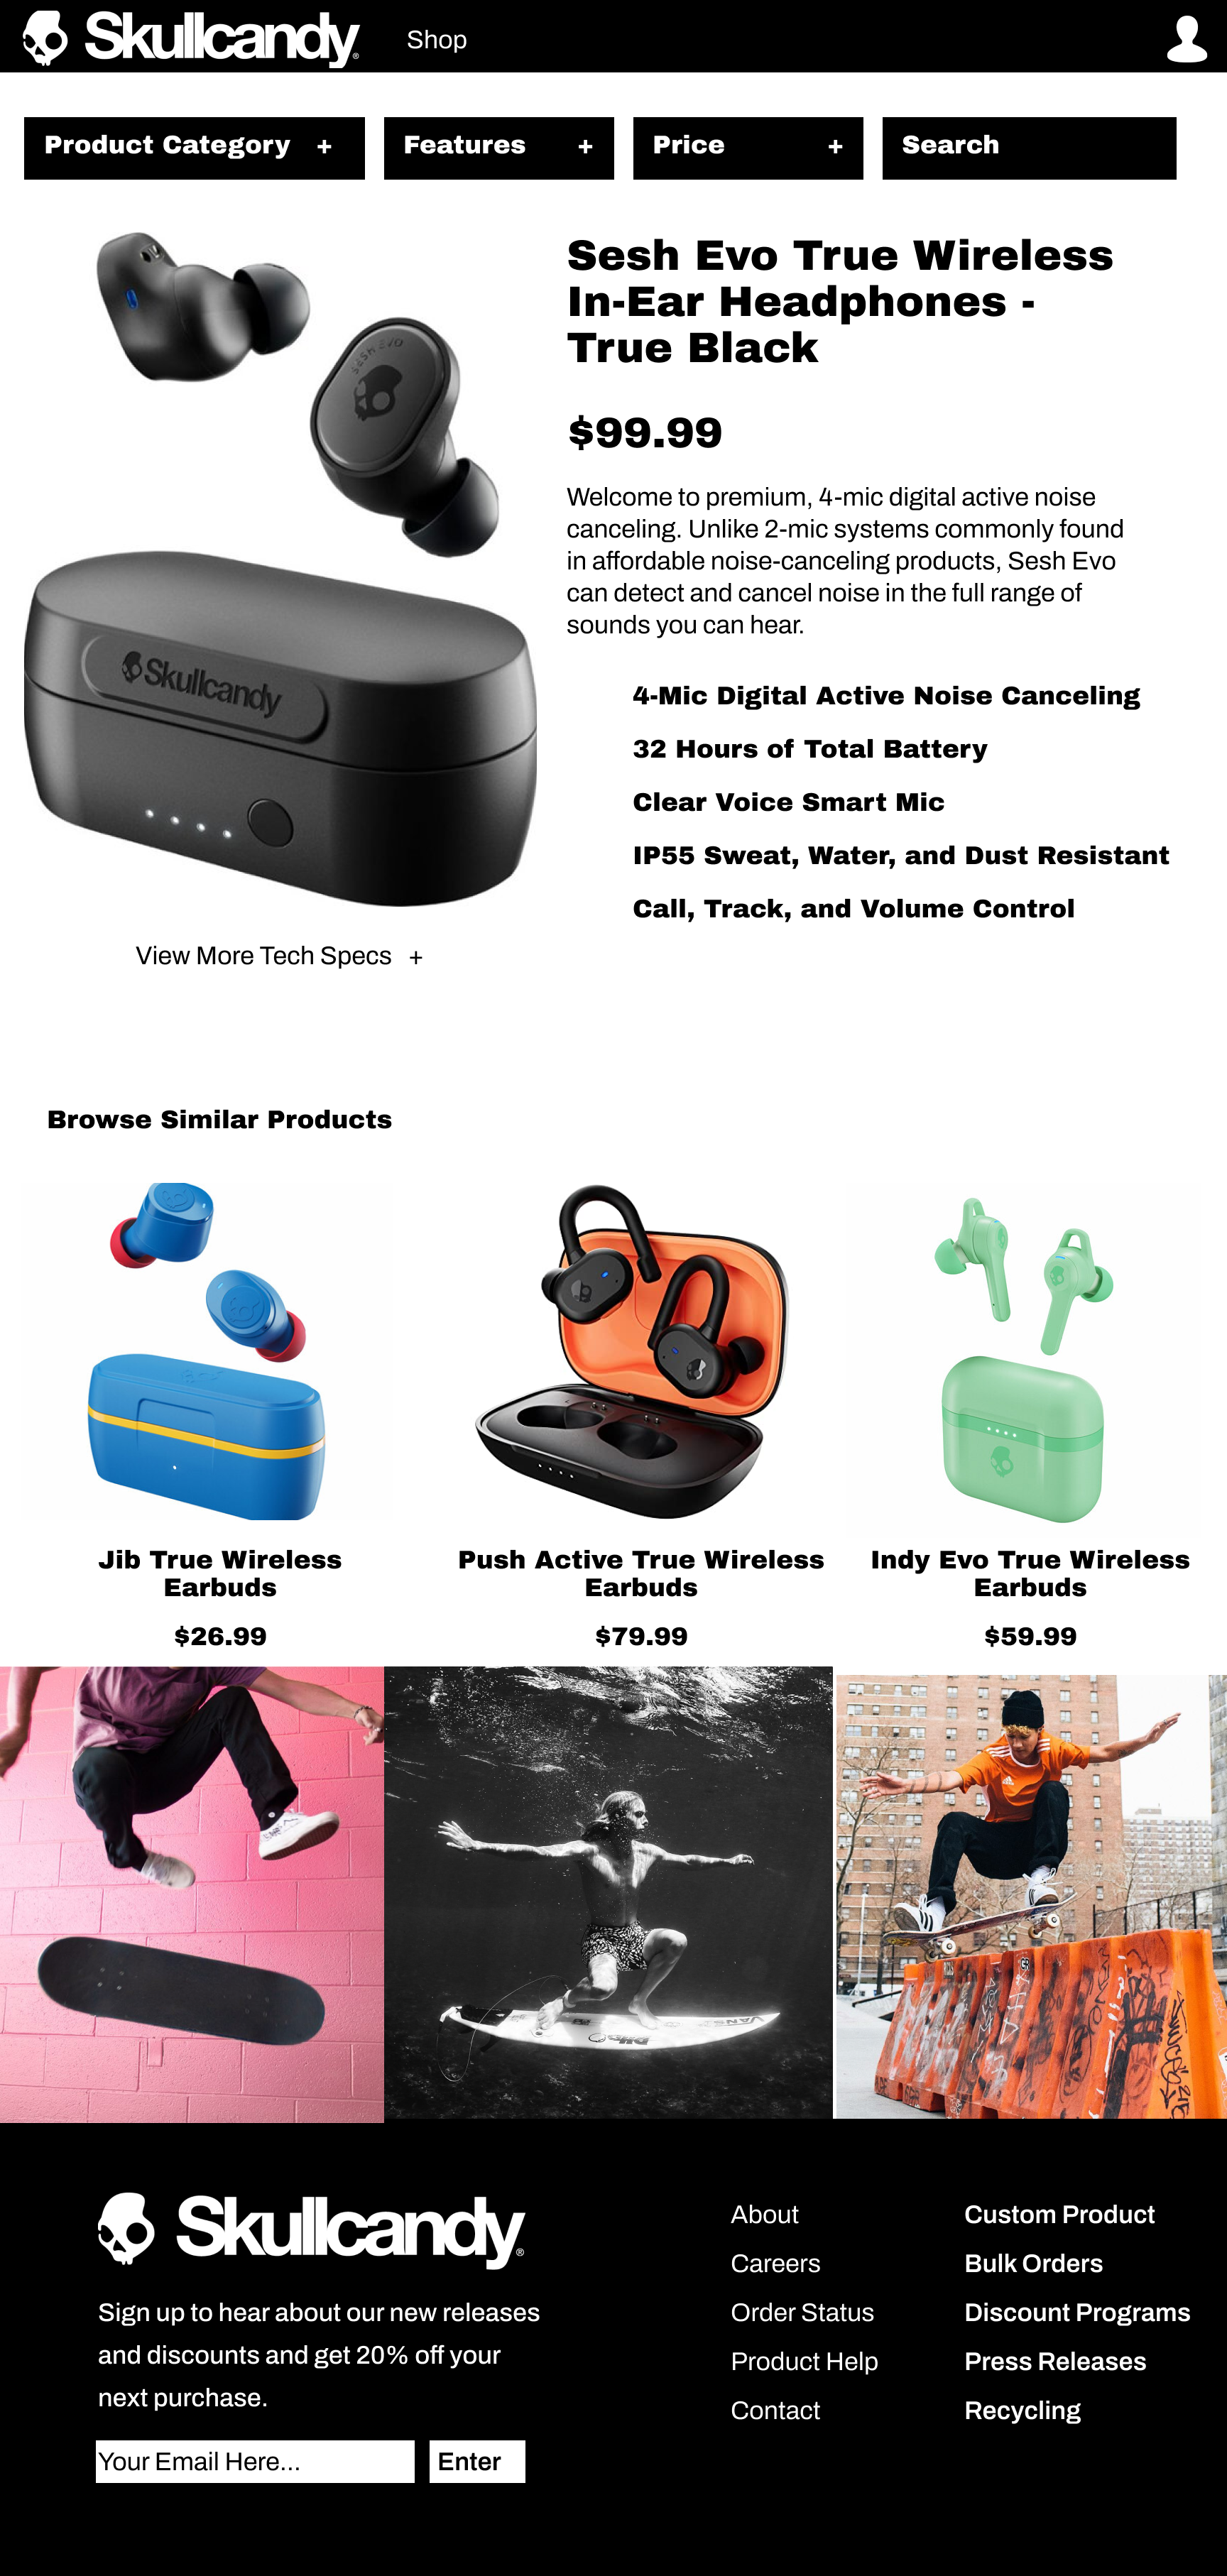 Skullcandy®
Shop
Product Category +
Features +
Price +
Search
Sesh Evo True Wireless
In-Ear Headphones -
True Black
$99.99
Welcome to premium, 4-mic digital active noise
canceling. Unlike 2-mic systems commonly found
in affordable noise-canceling products, Sesh Evo
can detect and cancel noise in the full range of
sounds you can hear.
SESH EVO
Skullcandy
4-Mic Digital Active Noise Canceling
32 Hours of Total Battery
Clear Voice Smart Mic
IP55 Sweat, Water, and Dust Resistant
Call, Track, and Volume Control
View More Tech Specs +
Browse Similar Products
Jib True Wireless
Earbuds
$26.99
Push Active True Wireless
Earbuds
$79.99
Indy Evo True Wireless
Earbuds
$59.99
VANS
Skullcandy®
Sign up to hear about our new releases
and discounts and get 20% off your
next purchase.
Your Email Here...
Enter
About
Careers
Order Status
Product Help
Contact
Custom Product
Bulk Orders
Discount Programs
Press Releases
Recycling